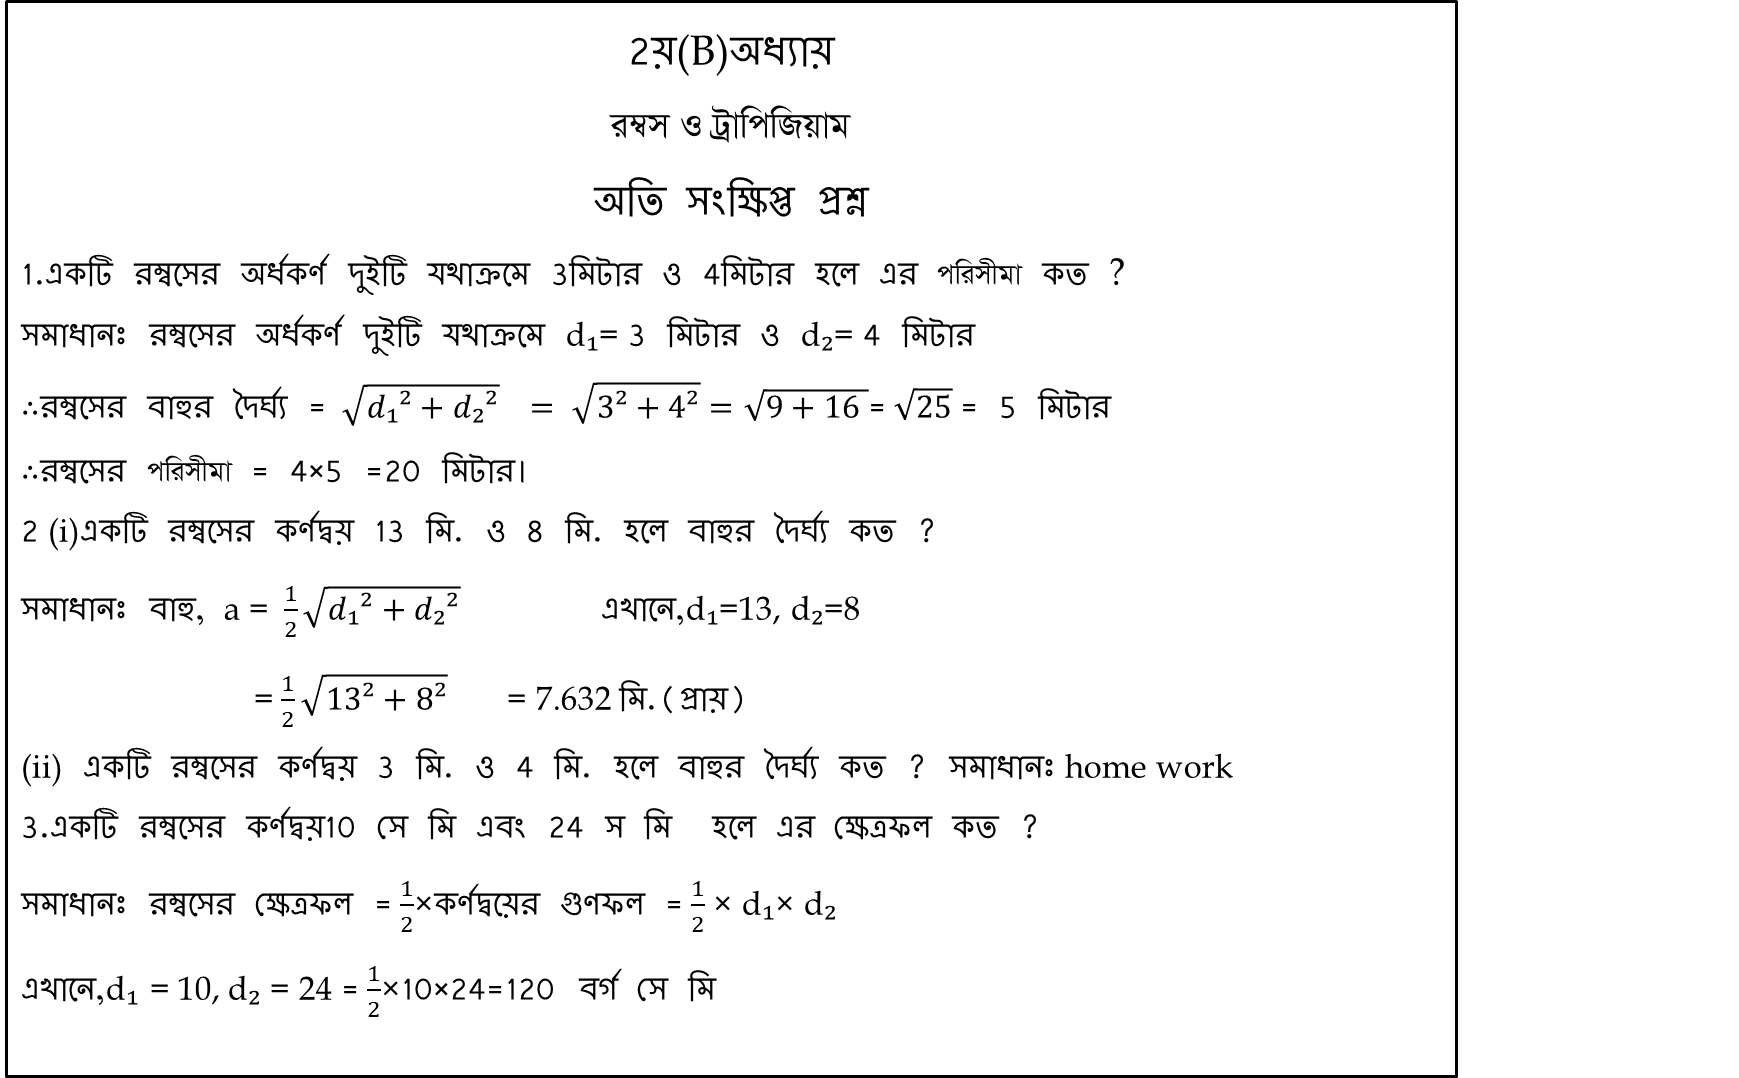 2য়(B)অধ্যায়
রম্বস ও ট্রাপিজিয়াম
অতি সংক্ষিপ্ত প্রশ্ন
1.একটি রম্বসের অর্ধকর্ণ দুইটি যথাক্রমে 3মিটার ও 4মিটার হলে এর পরিসীমা কত ?
সমাধানঃ রম্বসের অর্ধকর্ণ দুইটি যথাক্রমে d₁= 3 মিটার ও d₂= 4 মিটার
∴রম্বসের বাহুর দৈর্ঘ্য = √(d₁² + d₂²) = √(3² + 4²) = √(9 + 16) = √25 = 5 মিটার
∴রম্বসের পরিসীমা = 4×5 =20 মিটার।
2 (i)একটি রম্বসের কর্ণদ্বয় 13 মি. ও 8 মি. হলে বাহুর দৈর্ঘ্য কত ?
সমাধানঃ বাহু, a = 1/2 √(d₁² + d₂²) এখানে,d₁=13, d₂=8
= 1/2 √(13² + 8²) = 7.632 মি. ( প্রায় )
(ii) একটি রম্বসের কর্ণদ্বয় 3 মি. ও 4 মি. হলে বাহুর দৈর্ঘ্য কত ? সমাধানঃ home work
3.একটি রম্বসের কর্ণদ্বয়10 সে মি এবং 24 স মি হলে এর ক্ষেত্রফল কত ?
সমাধানঃ রম্বসের ক্ষেত্রফল = 1/2×কর্ণদ্বয়ের গুণফল = 1/2 × d₁× d₂
এখানে,d₁ = 10, d₂ = 24 = 1/2×10×24=120 বর্গ সে মি